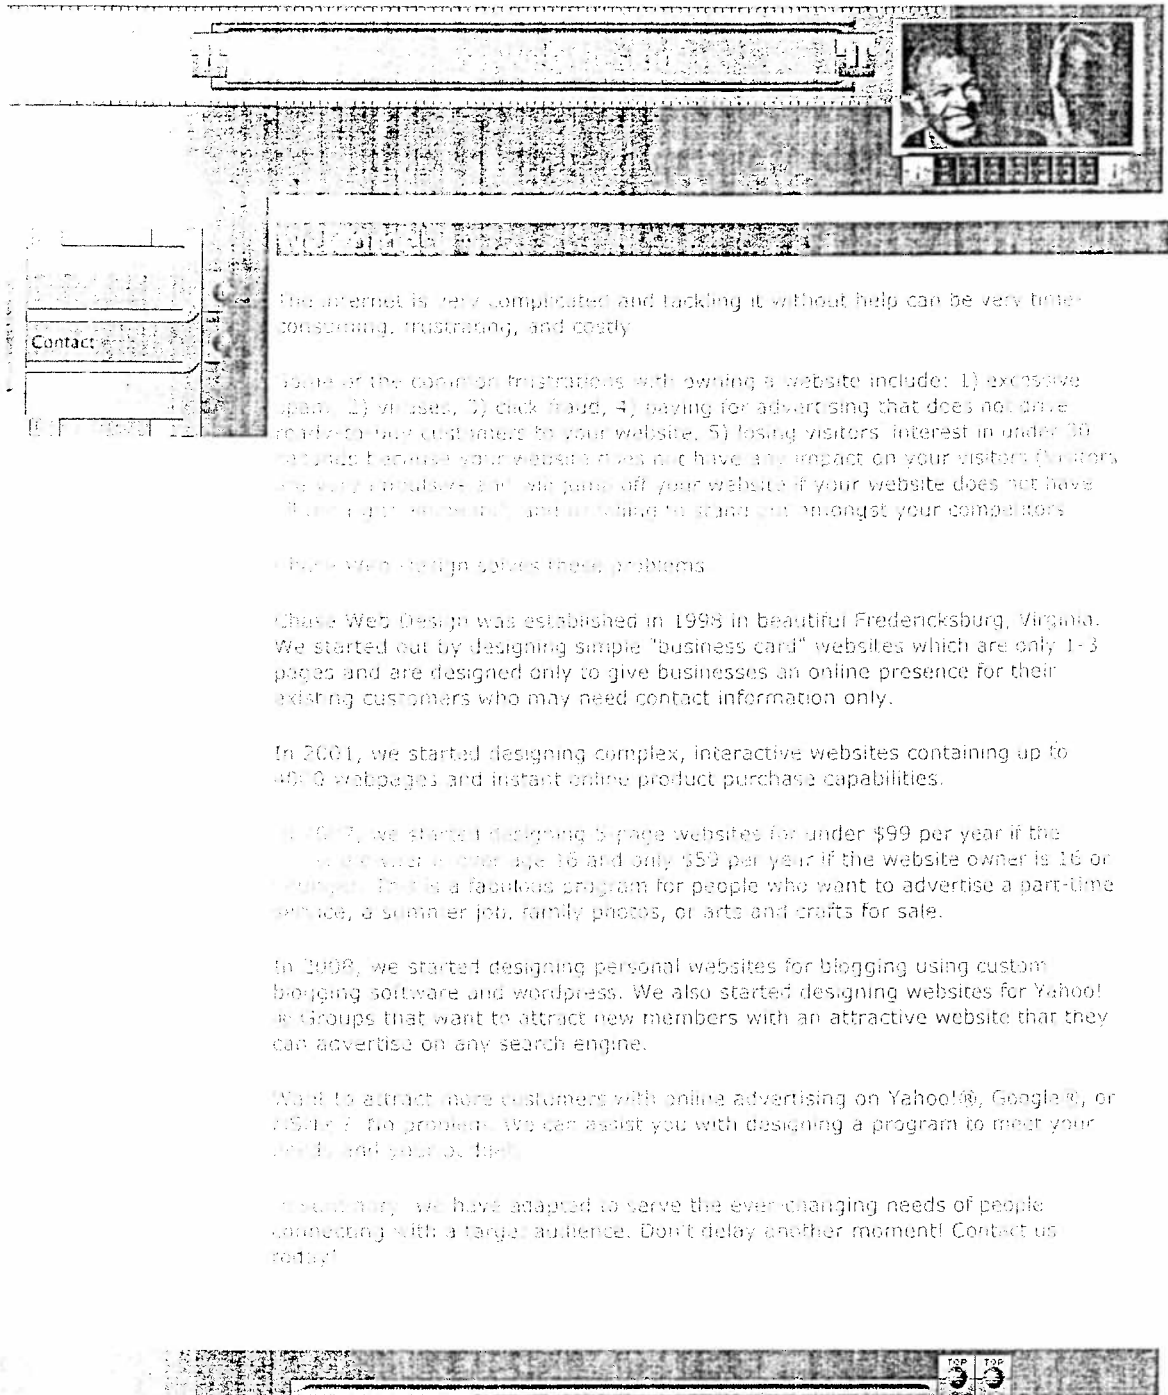 Welcome
Contact
The internet is very complicated and tackling it without help can be very time-
consuming, frustrating, and costly
Some of the common frustrations with owning a website include: 1) excessive
spam, 2) viruses, 3) click fraud, 4) paying for advertising that does not drive
ready-to-buy customers to your website, 5) losing visitors' interest in under 30
seconds because your website does not have any impact on your visitors (Visitors
are very impulsive and will jump off your website if your website does not have
and 6) failing to stand out amongst your competitors
Chase Web Design solves these problems
Chase Web Design was established in 1998 in beautiful Fredericksburg, Virginia.
We started out by designing simple "business card" websites which are only 1-3
pages and are designed only to give businesses an online presence for their
existing customers who may need contact information only.
In 2001, we started designing complex, interactive websites containing up to
4000 webpages and instant online product purchase capabilities.
In 2007, we started designing 5-page websites for under $99 per year if the
owner is over age 16 and only $59 per year if the website owner is 16 or
younger. This is a fabulous program for people who want to advertise a part-time
service, a summer job, family photos, or arts and crafts for sale.
In 2008, we started designing personal websites for blogging using custom
blogging software and wordpress. We also started designing websites for Yahoo!
® Groups that want to attract new members with an attractive website that they
can advertise on any search engine.
Want to attract more customers with online advertising on Yahoo!®, Google®, or
? No problem. We can assist you with designing a program to meet your
needs and your budget.
In summary, we have adapted to serve the ever-changing needs of people
connecting with a target audience. Don't delay another moment! Contact us
today!
TOP TOP